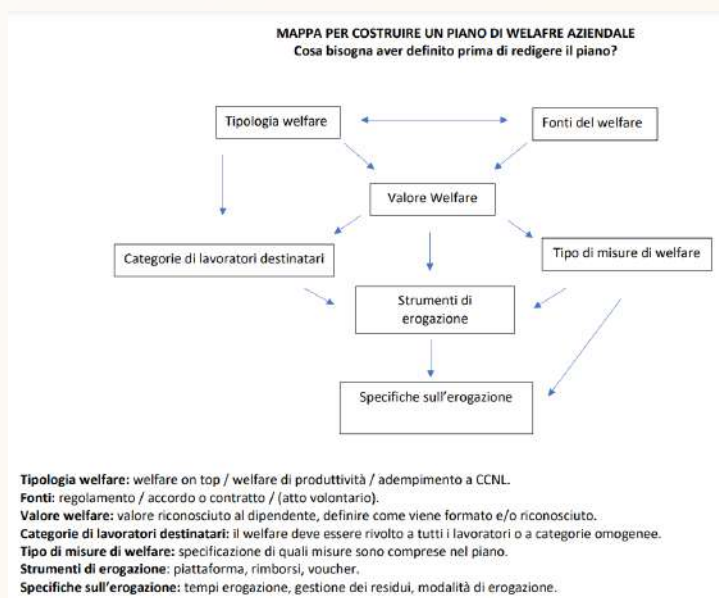 MAPPA PER COSTRUIRE UN PIANO DI WELAFRE AZIENDALE
Cosa bisogna aver definito prima di redigere il piano?
Tipologia welfare
Fonti del welfare
Valore Welfare
Categorie di lavoratori destinatari
Tipo di misure di welfare
Strumenti di
erogazione
Specifiche sull'erogazione
Tipologia welfare: welfare on top / welfare di produttività / adempimento a CCNL.
Fonti: regolamento / accordo o contratto / (atto volontario).
Valore welfare: valore riconosciuto al dipendente, definire come viene formato e/o riconosciuto.
Categorie di lavoratori destinatari: il welfare deve essere rivolto a tutti i lavoratori o a categorie omogenee.
Tipo di misure di welfare: specificazione di quali misure sono comprese nel piano.
Strumenti di erogazione: piattaforma, rimborsi, voucher.
Specifiche sull'erogazione: tempi erogazione, gestione dei residui, modalità di erogazione.